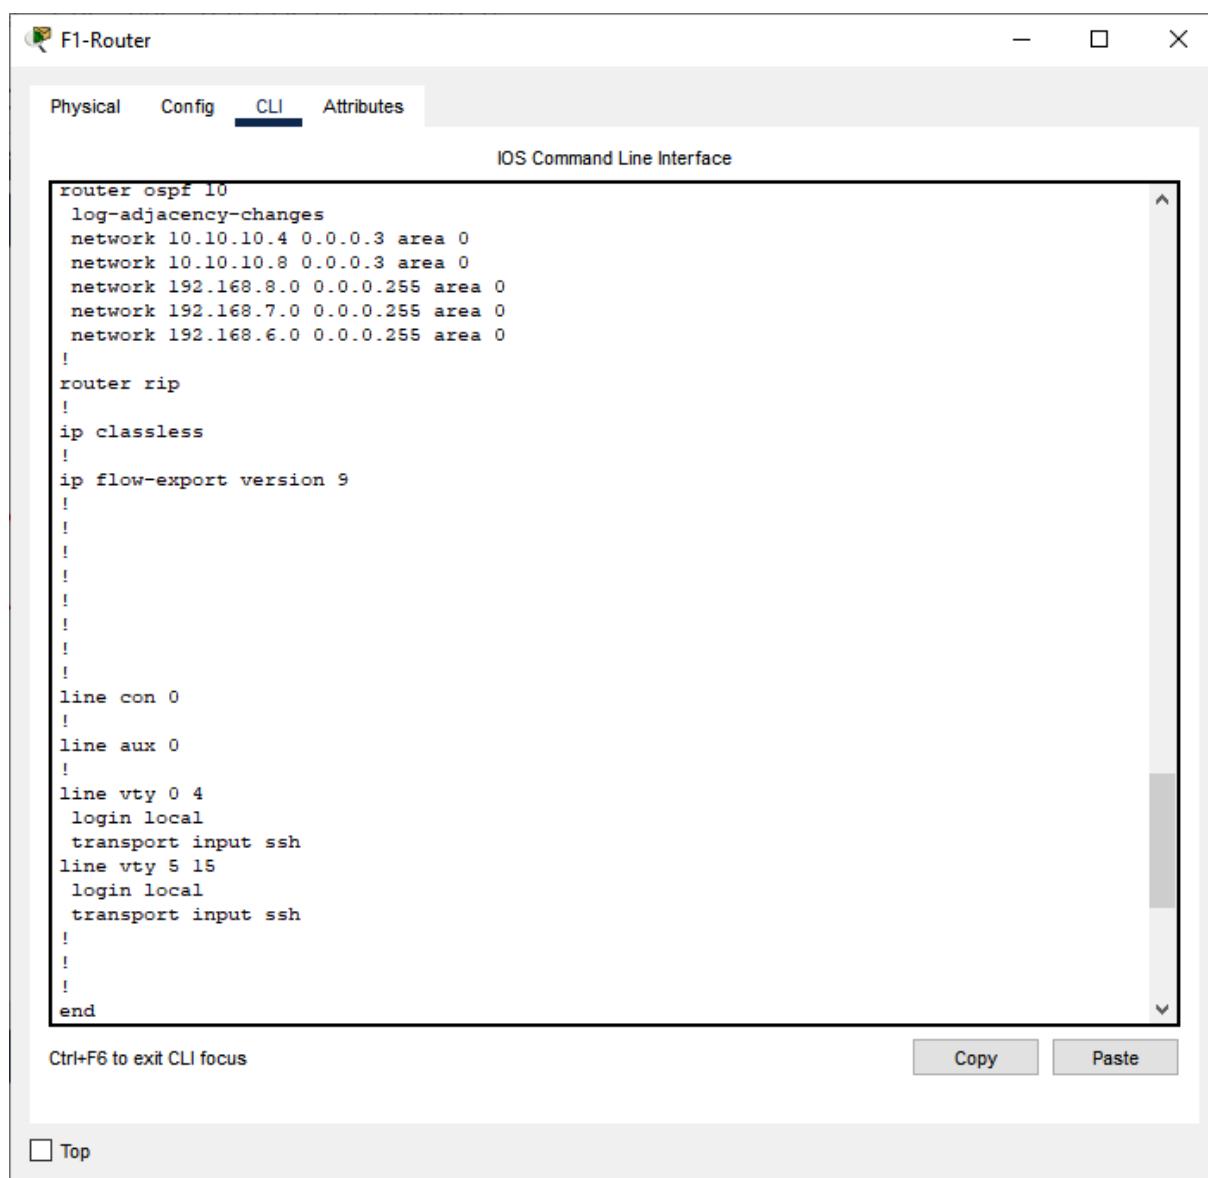 F1-Router
Physical Config CLI Attributes
IOS Command Line Interface
router ospf 10
 log-adjacency-changes
 network 10.10.10.4 0.0.0.3 area 0
 network 10.10.10.8 0.0.0.3 area 0
 network 192.168.8.0 0.0.0.255 area 0
 network 192.168.7.0 0.0.0.255 area 0
 network 192.168.6.0 0.0.0.255 area 0
!
router rip
!
ip classless
!
ip flow-export version 9
!
!
!
!
!
!
!
!
line con 0
!
line aux 0
!
line vty 0 4
 login local
 transport input ssh
line vty 5 15
 login local
 transport input ssh
!
!
!
end
Ctrl+F6 to exit CLI focus
Copy Paste
Top